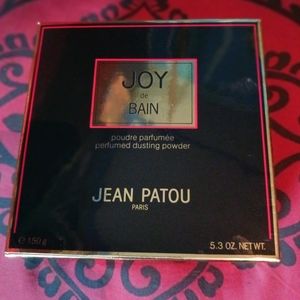 JOY
de
BAIN
poudre parfumée
perfumed dusting powder
JEAN PATOU
PARIS
e 150 g
5.3 OZ. NET WT.